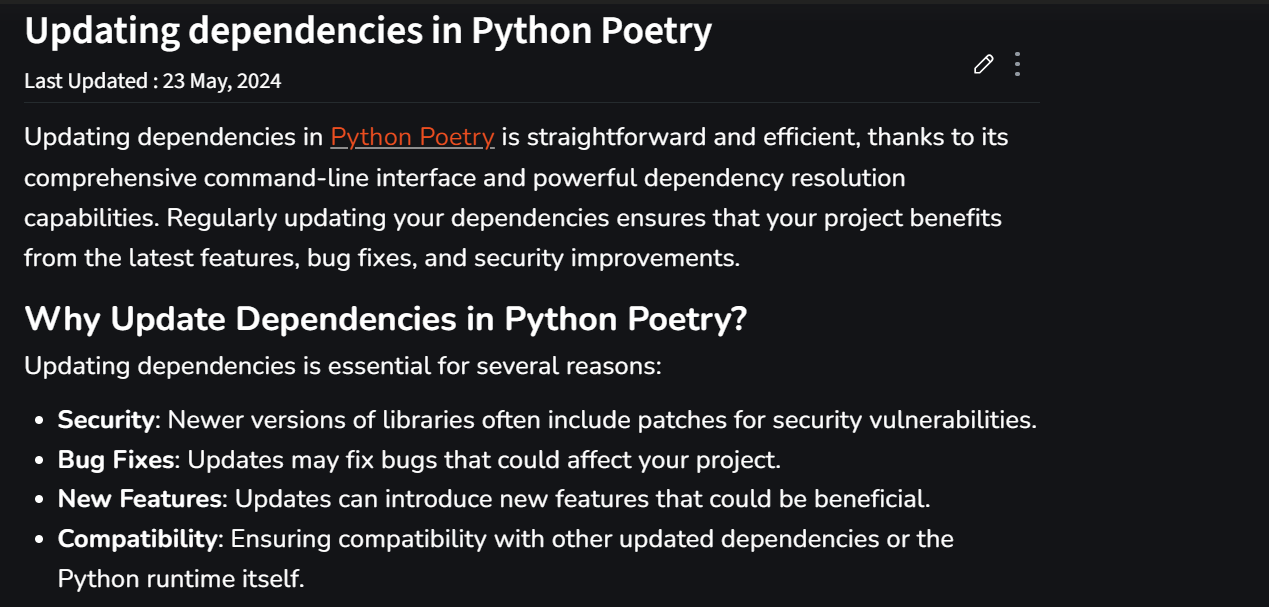 Updating dependencies in Python Poetry
Last Updated : 23 May, 2024
Updating dependencies in Python Poetry is straightforward and efficient, thanks to its
comprehensive command-line interface and powerful dependency resolution
capabilities. Regularly updating your dependencies ensures that your project benefits
from the latest features, bug fixes, and security improvements.
Why Update Dependencies in Python Poetry?
Updating dependencies is essential for several reasons:
• Security: Newer versions of libraries often include patches for security vulnerabilities.
• Bug Fixes: Updates may fix bugs that could affect your project.
• New Features: Updates can introduce new features that could be beneficial.
• Compatibility: Ensuring compatibility with other updated dependencies or the
Python runtime itself.